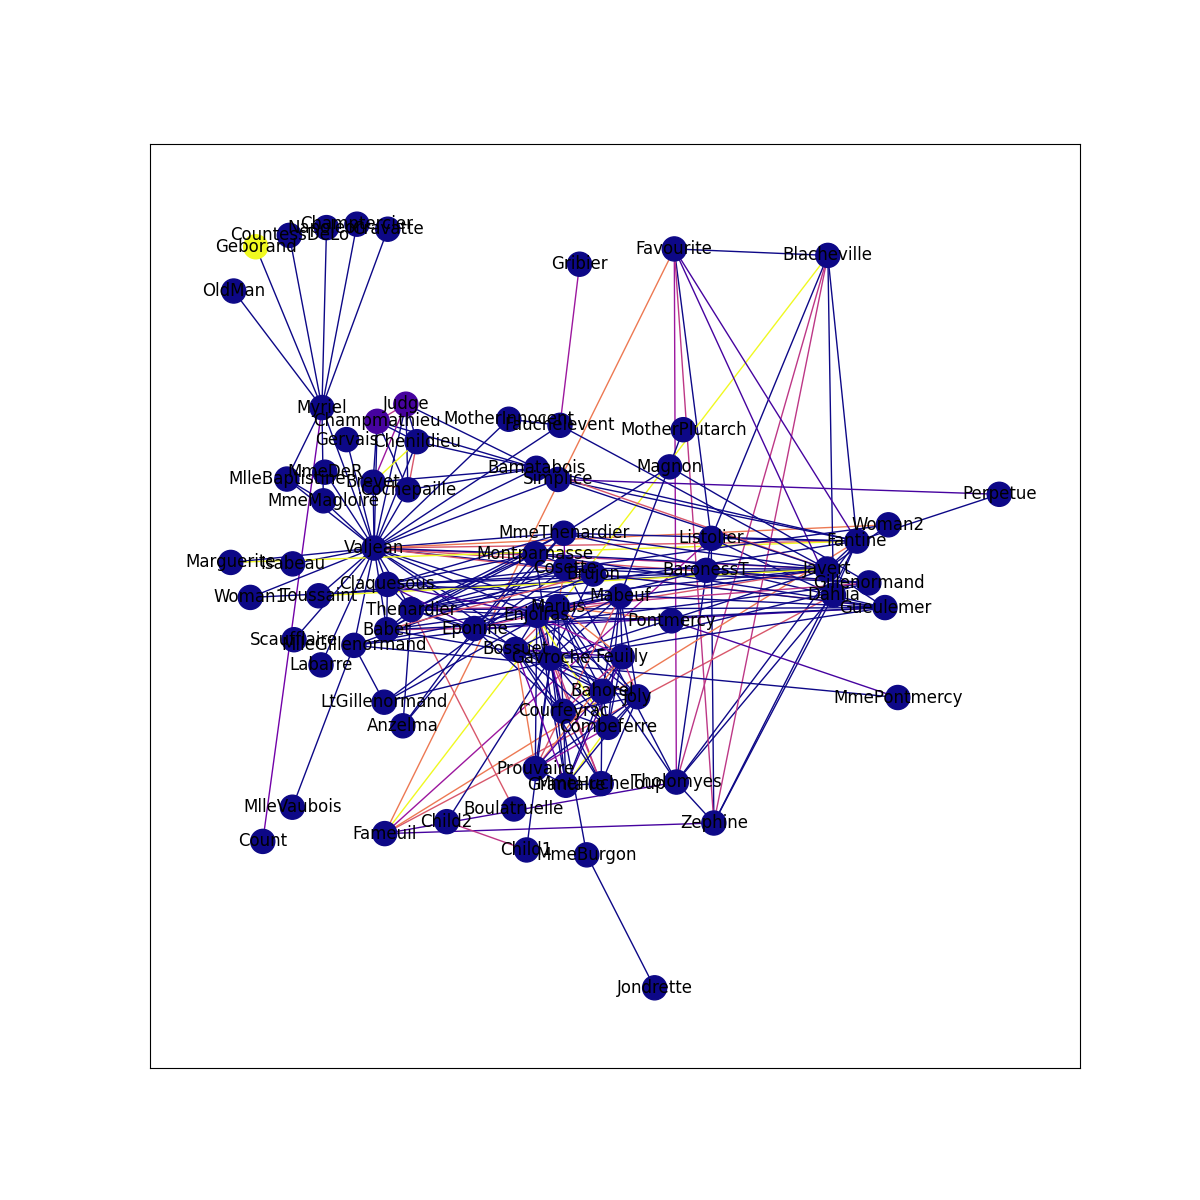 Champtercier
Cravatte
Napoleon
CountessDeLo
Geborand
Favourite
Blacheville
Gribier
OldMan
Judge
Myriel
Champmathieu
MotherInnocent
Fauchelevent
MotherPlutarch
Gervais
Chenildieu
Bamatabois
Magnon
MmeDeR
MlleBaptistine
Simplice
Brevet
Cochepaille
Perpetue
MmeMagloire
Woman2
MmeThenardier
Listolier
Fantine
Valjean
Montparnasse
Marguerite
Isabeau
Cosette
Brujon
BaronessT
Javert
Claquesous
Gillenormand
Woman1
Toussaint
Mabeuf
Dahlia
Marius
Thenardier
Gueulemer
Enjolras
Pontmercy
Babet
Eponine
Scaufflaire
MlleGillenormand
Bossuet
Gavroche
Feuilly
Labarre
Bahorel
Joly
MmePontmercy
LtGillenormand
Courfeyrac
Anzelma
Combeferre
Prouvaire
Grantaire
MmeHucheloup
Tholomyes
MlleVaubois
Boulatruelle
Child2
Zephine
Fameuil
Count
Child1
MmeBurgon
Jondrette